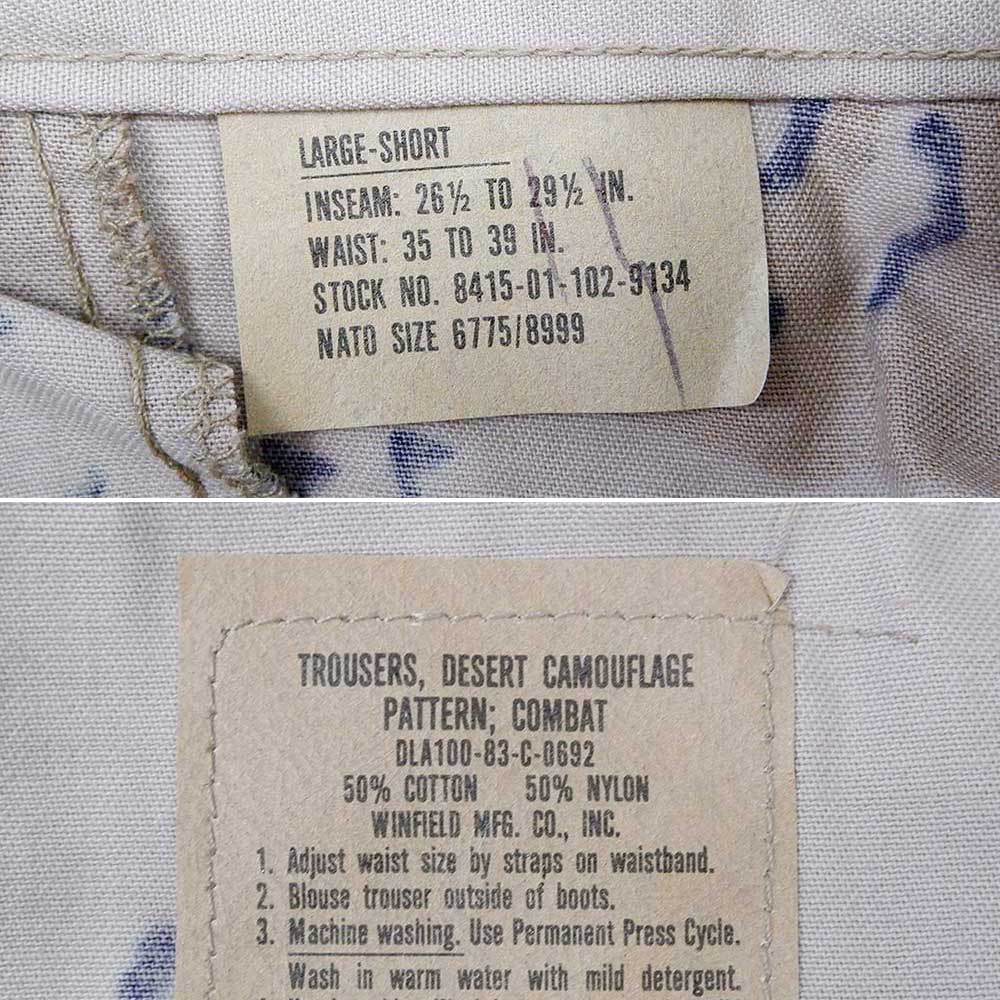 LARGE-SHORT
INSEAM: 26½ TO 29½ IN.
WAIST: 35 TO 39 IN.
STOCK NO. 8415-01-102-9134
NATO SIZE 6775/8999
TROUSERS, DESERT CAMOUFLAGE
PATTERN; COMBAT
DLA100-83-C-0692
50% COTTON 50% NYLON
WINFIELD MFG. CO., INC.
1. Adjust waist size by straps on waistband.
2. Blouse trouser outside of boots.
3. Machine washing. Use Permanent Press Cycle.
Wash in warm water with mild detergent.